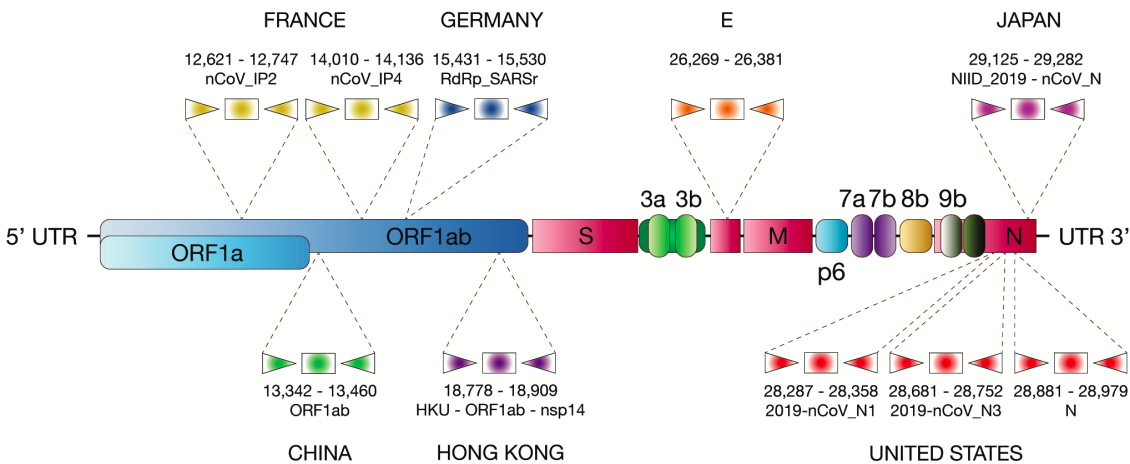 FRANCE GERMANY E JAPAN
12,621 - 12,747 14,010 - 14,136 15,431 - 15,530 26,269 - 26,381 29,125 - 29,282
nCoV_IP2 nCoV_IP4 RdRp_SARSr NIID_2019 - nCoV_N
3a 3b 7a 7b 8b 9b
5' UTR ORF1ab S M N UTR 3'
ORF1a
p6
13,342 - 13,460 18,778 - 18,909 28,287 - 28,358 28,681 - 28,752 28,881 - 28,979
ORF1ab HKU - ORF1ab - nsp14 2019-nCoV_N1 2019-nCoV_N3 N
CHINA HONG KONG UNITED STATES